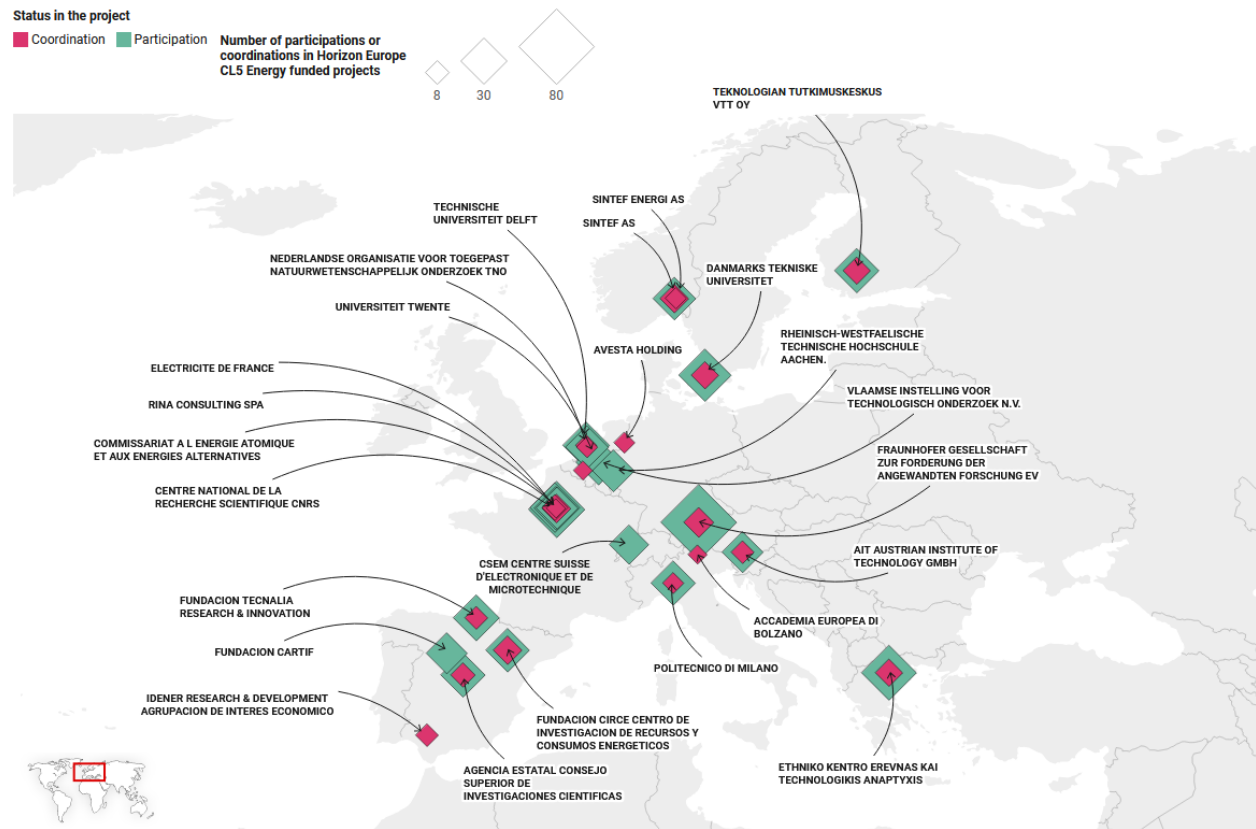 Status in the project
Coordination
Participation
Number of participations or
coordinations in Horizon Europe
CL5 Energy funded projects
8
30
80
TEKNOLOGIAN TUTKIMUSKESKUS
VTT OY
SINTEF ENERGI AS
SINTEF AS
TECHNISCHE
UNIVERSITEIT DELFT
NEDERLANDSE ORGANISATIE VOOR TOEGEPAST
NATUURWETENSCHAPPELIJK ONDERZOEK TNO
UNIVERSITEIT TWENTE
DANMARKS TEKNISKE
UNIVERSITET
RHEINISCH-WESTFAELISCHE
TECHNISCHE HOCHSCHULE
AACHEN.
AVESTA HOLDING
ELECTRICITE DE FRANCE
RINA CONSULTING SPA
VLAAMSE INSTELLING VOOR
TECHNOLOGISCH ONDERZOEK N.V.
COMMISSARIAT A L ENERGIE ATOMIQUE
ET AUX ENERGIES ALTERNATIVES
FRAUNHOFER GESELLSCHAFT
ZUR FORDERUNG DER
ANGEWANDTEN FORSCHUNG EV
CENTRE NATIONAL DE LA
RECHERCHE SCIENTIFIQUE CNRS
CSEM CENTRE SUISSE
D'ELECTRONIQUE ET DE
MICROTECHNIQUE
AIT AUSTRIAN INSTITUTE OF
TECHNOLOGY GMBH
FUNDACION TECNALIA
RESEARCH & INNOVATION
ACCADEMIA EUROPEA DI
BOLZANO
FUNDACION CARTIF
POLITECNICO DI MILANO
IDENER RESEARCH & DEVELOPMENT
AGRUPACION DE INTERES ECONOMICO
FUNDACION CIRCE CENTRO DE
INVESTIGACION DE RECURSOS Y
CONSUMOS ENERGETICOS
AGENCIA ESTATAL CONSEJO
SUPERIOR DE
INVESTIGACIONES CIENTIFICAS
ETHNIKO KENTRO EREVNAS KAI
TECHNOLOGIKIS ANAPTYXIS